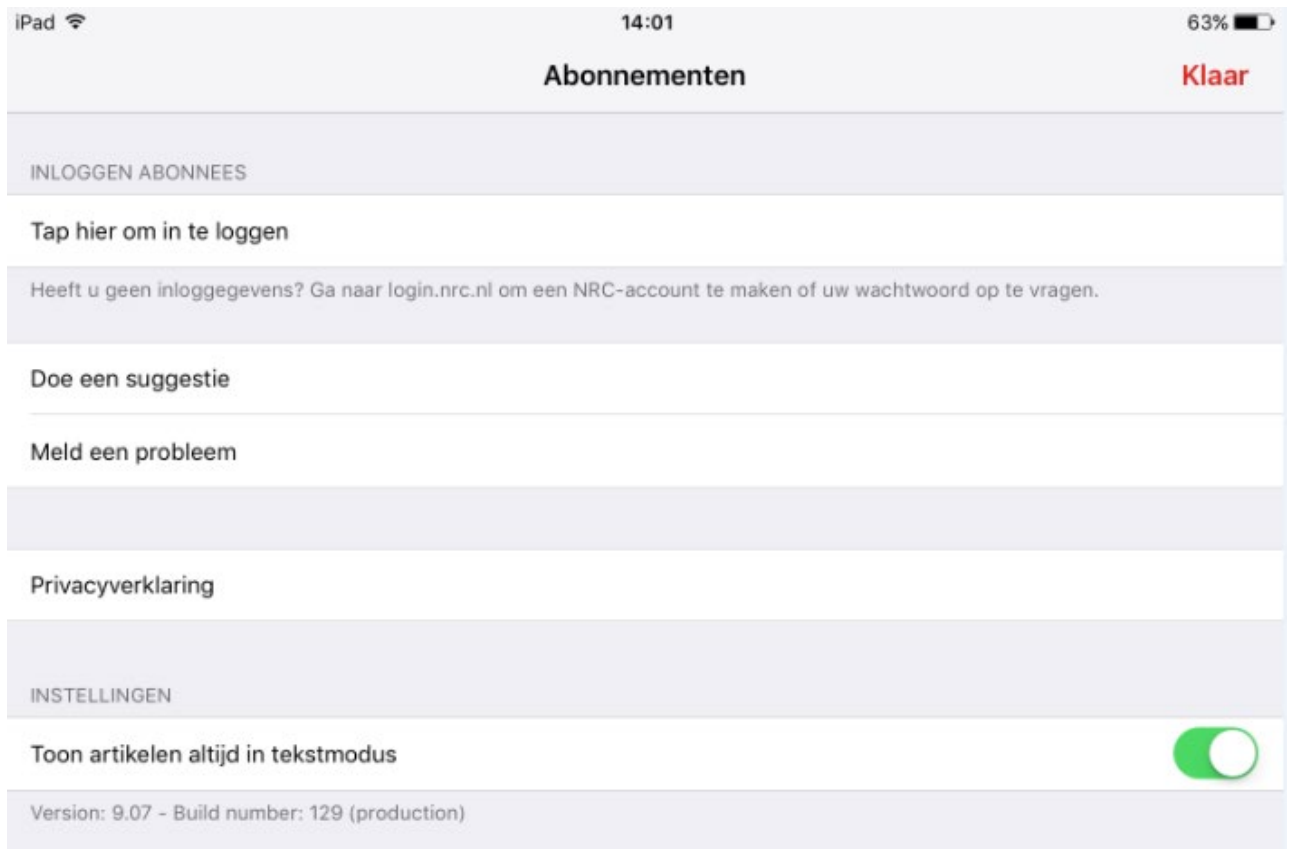 iPad 14:01 63%
Abonnementen Klaar
INLOGGEN ABONNEES
Tap hier om in te loggen
Heeft u geen inloggegevens? Ga naar login.nrc.nl om een NRC-account te maken of uw wachtwoord op te vragen.
Doe een suggestie
Meld een probleem
Privacyverklaring
INSTELLINGEN
Toon artikelen altijd in tekstmodus
Version: 9.07 - Build number: 129 (production)